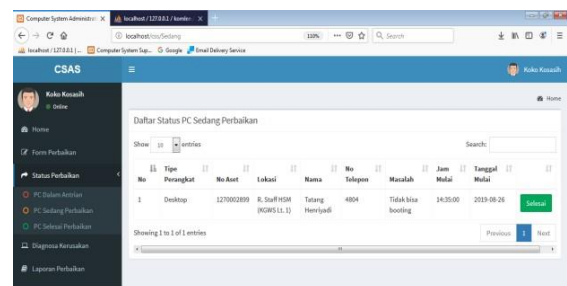 Computer System Administrati
localhost / 127.0.0.1 / komten
localhost/csas/Sedang
110%
Search
localhost / 127.0.0.1 | ...
Computer System Sup...
Google
Email Delivery Service
CSAS
Koko Kosasih
Koko Kosasih
Online
Home
Home
Form Perbaikan
Status Perbaikan
PC Dalam Antrian
PC Sedang Perbaikan
PC Selesai Perbaikan
Diagnosa Kerusakan
Laporan Perbaikan
Daftar Status PC Sedang Perbaikan
Show 10 entries
Search:
No Tipe Perangkat No Aset Lokasi Nama No Telepon Masalah Jam Mulai Tanggal Mulai
1 Desktop 1270002899 R. Staff HSM (KGWS Lt. 1) Tatang Henriyadi 4804 Tidak bisa booting 14:35:00 2019-08-26 Selesai
Showing 1 to 1 of 1 entries
Previous 1 Next